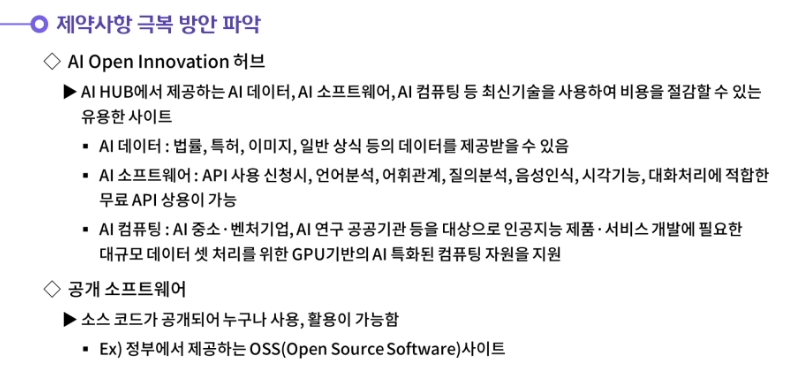 제약사항 극복 방안 파악
◇ AI Open Innovation 허브
▶ AI HUB에서 제공하는 AI 데이터, AI 소프트웨어, AI 컴퓨팅 등 최신기술을 사용하여 비용을 절감할 수 있는
유용한 사이트
▪ AI 데이터 : 법률, 특허, 이미지, 일반 상식 등의 데이터를 제공받을 수 있음
▪ AI 소프트웨어 : API 사용 신청시, 언어분석, 어휘관계, 질의분석, 음성인식, 시각기능, 대화처리에 적합한
무료 API 상용이 가능
▪ AI 컴퓨팅 : AI 중소·벤처기업, AI 연구 공공기관 등을 대상으로 인공지능 제품·서비스 개발에 필요한
대규모 데이터 셋 처리를 위한 GPU기반의 AI 특화된 컴퓨팅 자원을 지원
◇ 공개 소프트웨어
▶ 소스 코드가 공개되어 누구나 사용, 활용이 가능함
▪ Ex) 정부에서 제공하는 OSS(Open Source Software)사이트